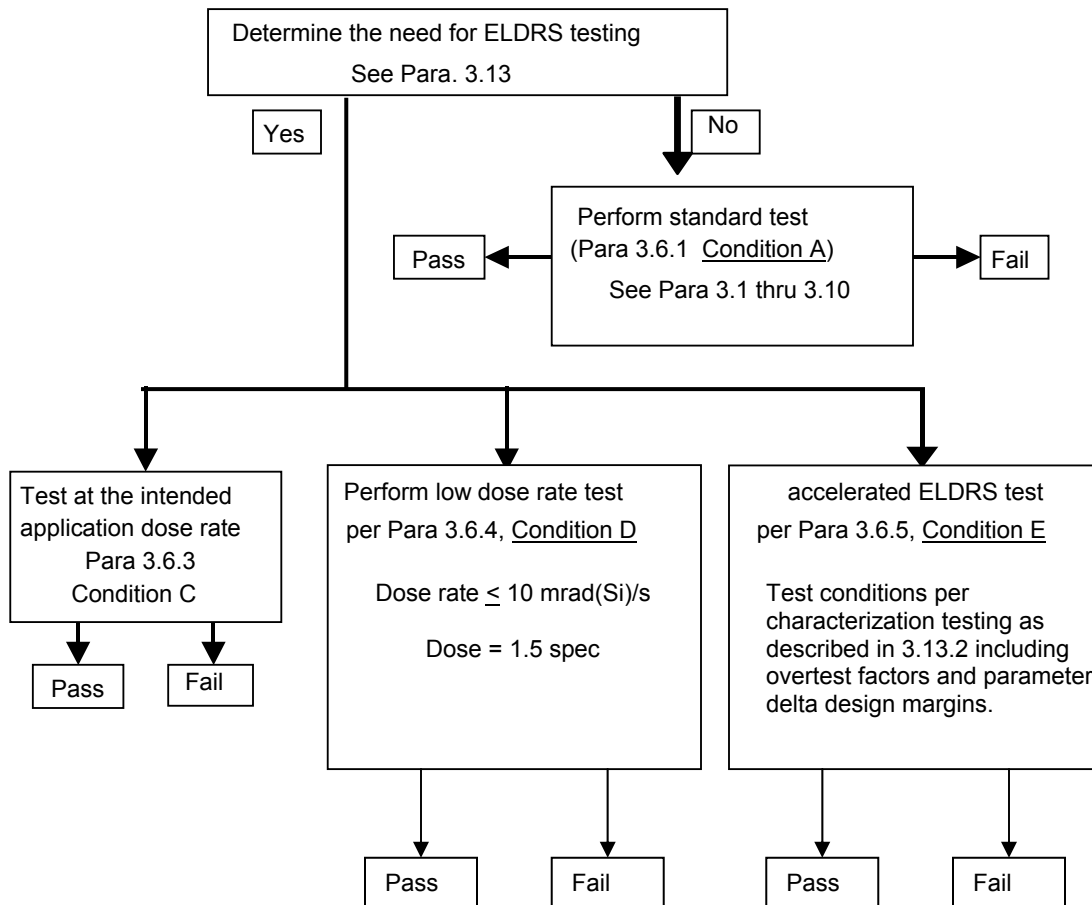 Determine the need for ELDRS testing
See Para. 3.13
Yes
No
Perform standard test
(Para 3.6.1 Condition A)
See Para 3.1 thru 3.10
Pass
Fail
Test at the intended
application dose rate
Para 3.6.3
Condition C
Pass
Fail
Perform low dose rate test
per Para 3.6.4, Condition D
Dose rate ≤ 10 mrad(Si)/s
Dose = 1.5 spec
Pass
Fail
accelerated ELDRS test
per Para 3.6.5, Condition E
Test conditions per
characterization testing as
described in 3.13.2 including
overtest factors and parameter
delta design margins.
Pass
Fail